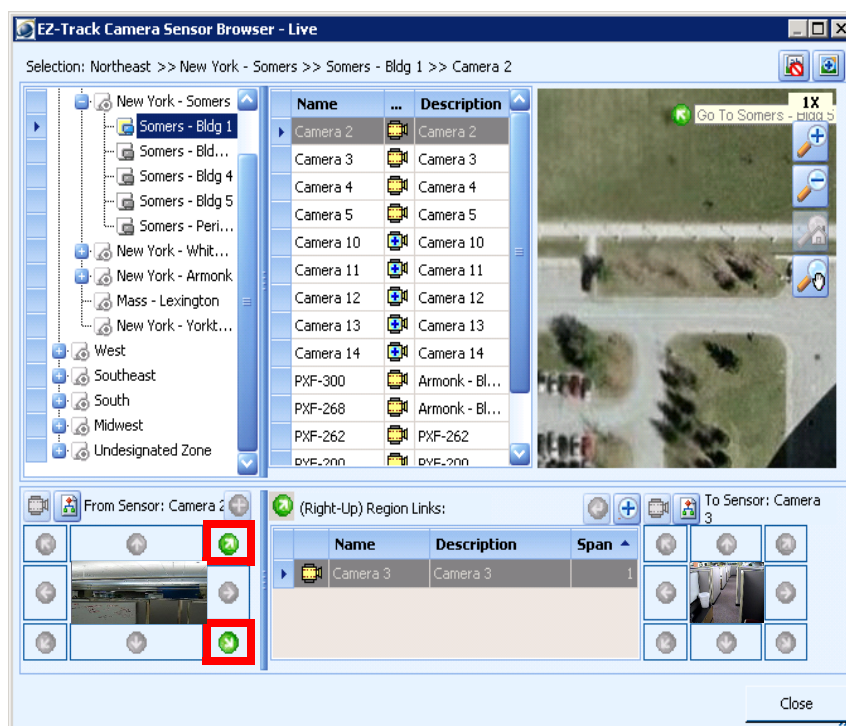 EZ-Track Camera Sensor Browser - Live
Selection: Northeast >> New York - Somers >> Somers - Bldg 1 >> Camera 2
New York - Somers
Somers - Bldg 1
Somers - Bld...
Somers - Bldg 4
Somers - Bldg 5
Somers - Peri...
New York - Whit...
New York - Armonk
Mass - Lexington
New York - Yorkt...
West
Southeast
South
Midwest
Undesignated Zone
Name ... Description
Camera 2 Camera 2
Camera 3 Camera 3
Camera 4 Camera 4
Camera 5 Camera 5
Camera 10 Camera 10
Camera 11 Camera 11
Camera 12 Camera 12
Camera 13 Camera 13
Camera 14 Camera 14
PXF-300 Armonk - Bl...
PXF-268 Armonk - Bl...
PXF-262 PXF-262
PXF-200 PXF-200
1X
Go To Somers - Bldg 5
From Sensor: Camera 2
(Right-Up) Region Links:
Name Description Span
Camera 3 Camera 3 1
To Sensor: Camera
3
Close